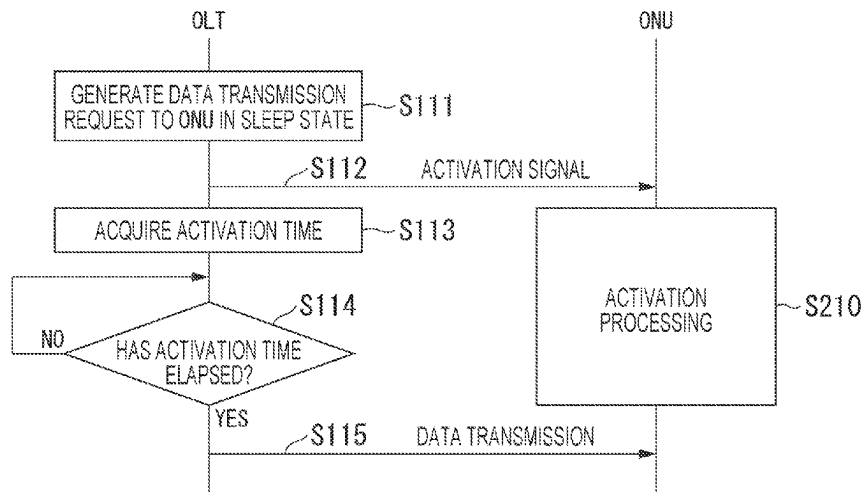 OLT
ONU
GENERATE DATA TRANSMISSION
REQUEST TO ONU IN SLEEP STATE
S111
S112
ACTIVATION SIGNAL
ACQUIRE ACTIVATION TIME
S113
ACTIVATION
PROCESSING
S210
S114
NO
HAS ACTIVATION TIME
ELAPSED?
YES
S115
DATA TRANSMISSION